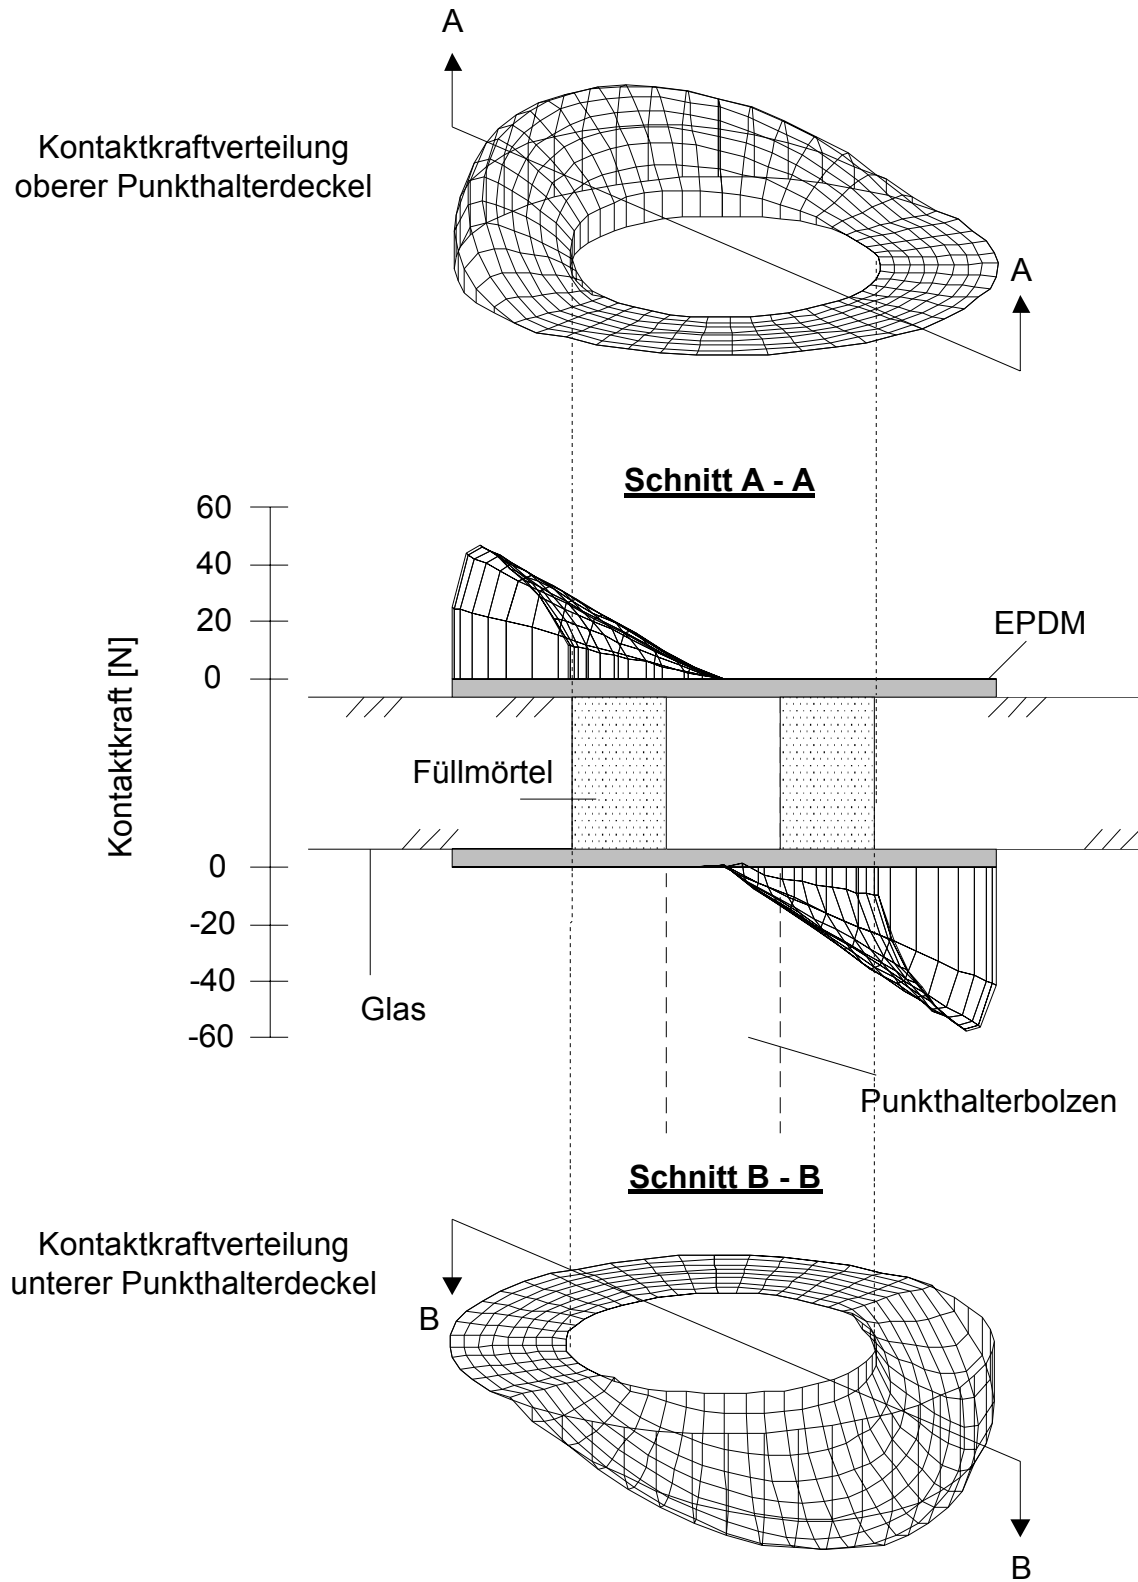 A
Kontaktkraftverteilung
oberer Punkthalterdeckel
A
Schnitt A - A
60
40
20
0
EPDM
Kontaktkraft [N]
Füllmörtel
0
-20
-40
-60
Glas
Punkthalterbolzen
Schnitt B - B
Kontaktkraftverteilung
unterer Punkthalterdeckel
B
B